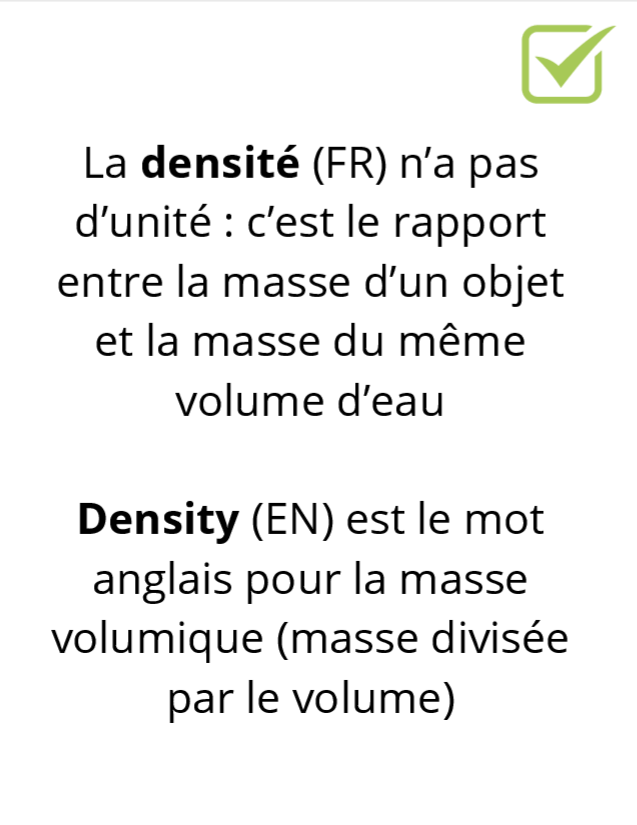 La densité (FR) n’a pas
d’unité : c’est le rapport
entre la masse d’un objet
et la masse du même
volume d’eau
Density (EN) est le mot
anglais pour la masse
volumique (masse divisée
par le volume)